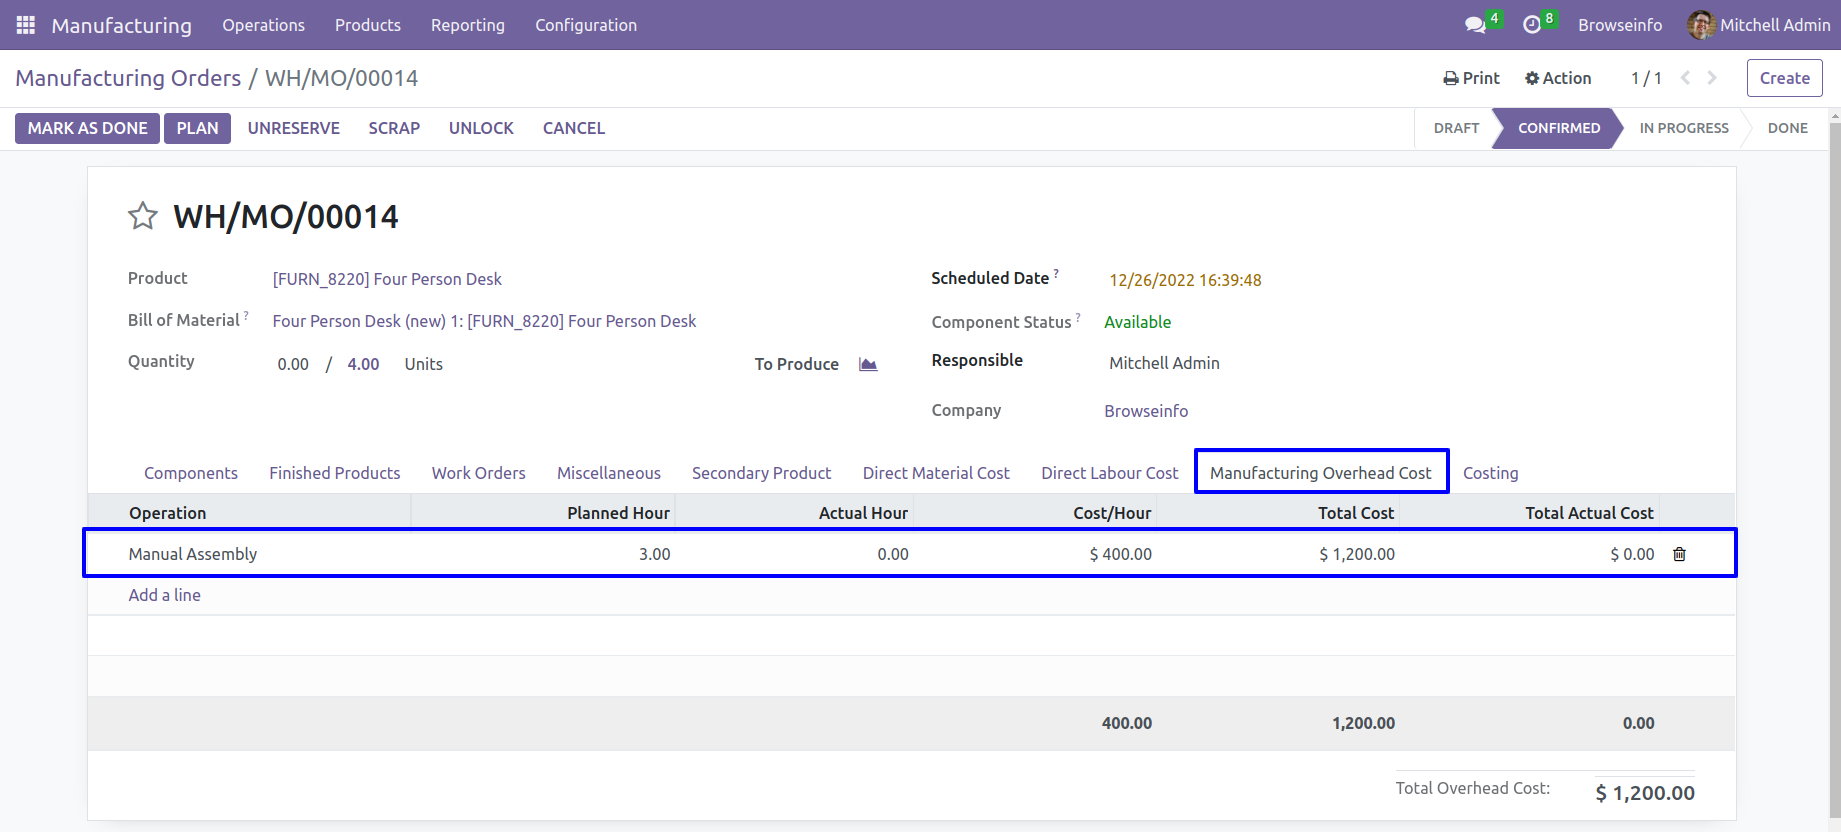 Manufacturing Operations Products Reporting Configuration 4 8 Browseinfo Mitchell Admin
Manufacturing Orders / WH/MO/00014 Print Action 1 / 1 Create
MARK AS DONE PLAN UNRESERVE SCRAP UNLOCK CANCEL DRAFT CONFIRMED IN PROGRESS DONE
WH/MO/00014
Product [FURN_8220] Four Person Desk Scheduled Date ? 12/26/2022 16:39:48
Bill of Material ? Four Person Desk (new) 1: [FURN_8220] Four Person Desk Component Status ? Available
Quantity 0.00 / 4.00 Units To Produce Responsible Mitchell Admin
Company Browseinfo
Components Finished Products Work Orders Miscellaneous Secondary Product Direct Material Cost Direct Labour Cost Manufacturing Overhead Cost Costing
Operation Planned Hour Actual Hour Cost/Hour Total Cost Total Actual Cost
Manual Assembly 3.00 0.00 $ 400.00 $ 1,200.00 $ 0.00
Add a line
400.00 1,200.00 0.00
Total Overhead Cost: $ 1,200.00